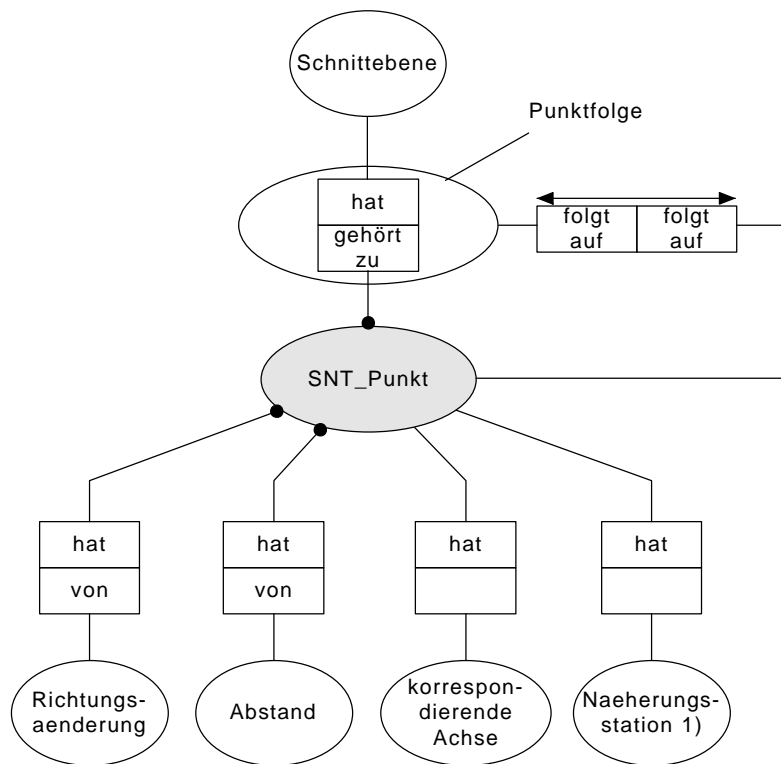 Schnittebene
Punktfolge
hat
gehört
zu
folgt
auf
folgt
auf
SNT_Punkt
hat
von
hat
von
hat
hat
Richtungs-
aenderung
Abstand
korrespon-
dierende
Achse
Naeherungs-
station 1)